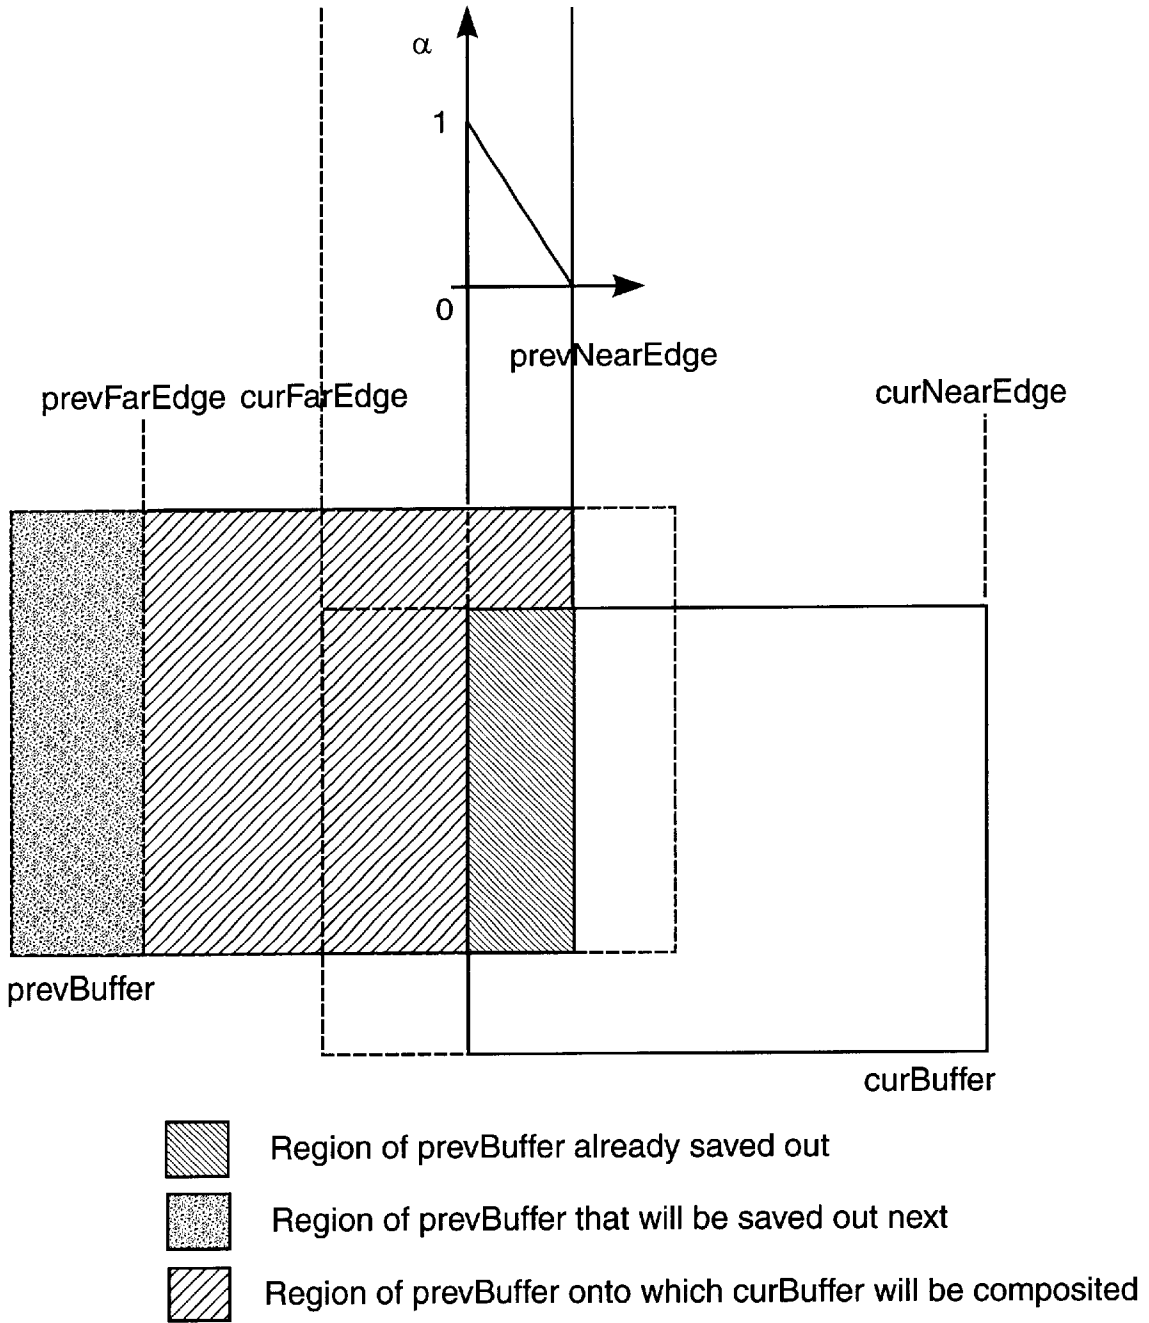 α
1
0
prevNearEdge
prevFarEdge curFarEdge
curNearEdge
prevBuffer
curBuffer
Region of prevBuffer already saved out
Region of prevBuffer that will be saved out next
Region of prevBuffer onto which curBuffer will be composited